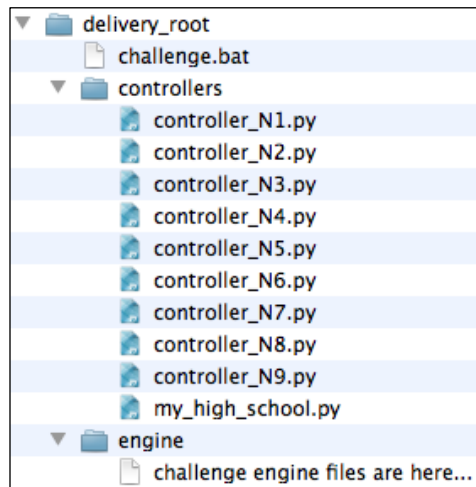 delivery_root
challenge.bat
controllers
controller_N1.py
controller_N2.py
controller_N3.py
controller_N4.py
controller_N5.py
controller_N6.py
controller_N7.py
controller_N8.py
controller_N9.py
my_high_school.py
engine
challenge engine files are here...